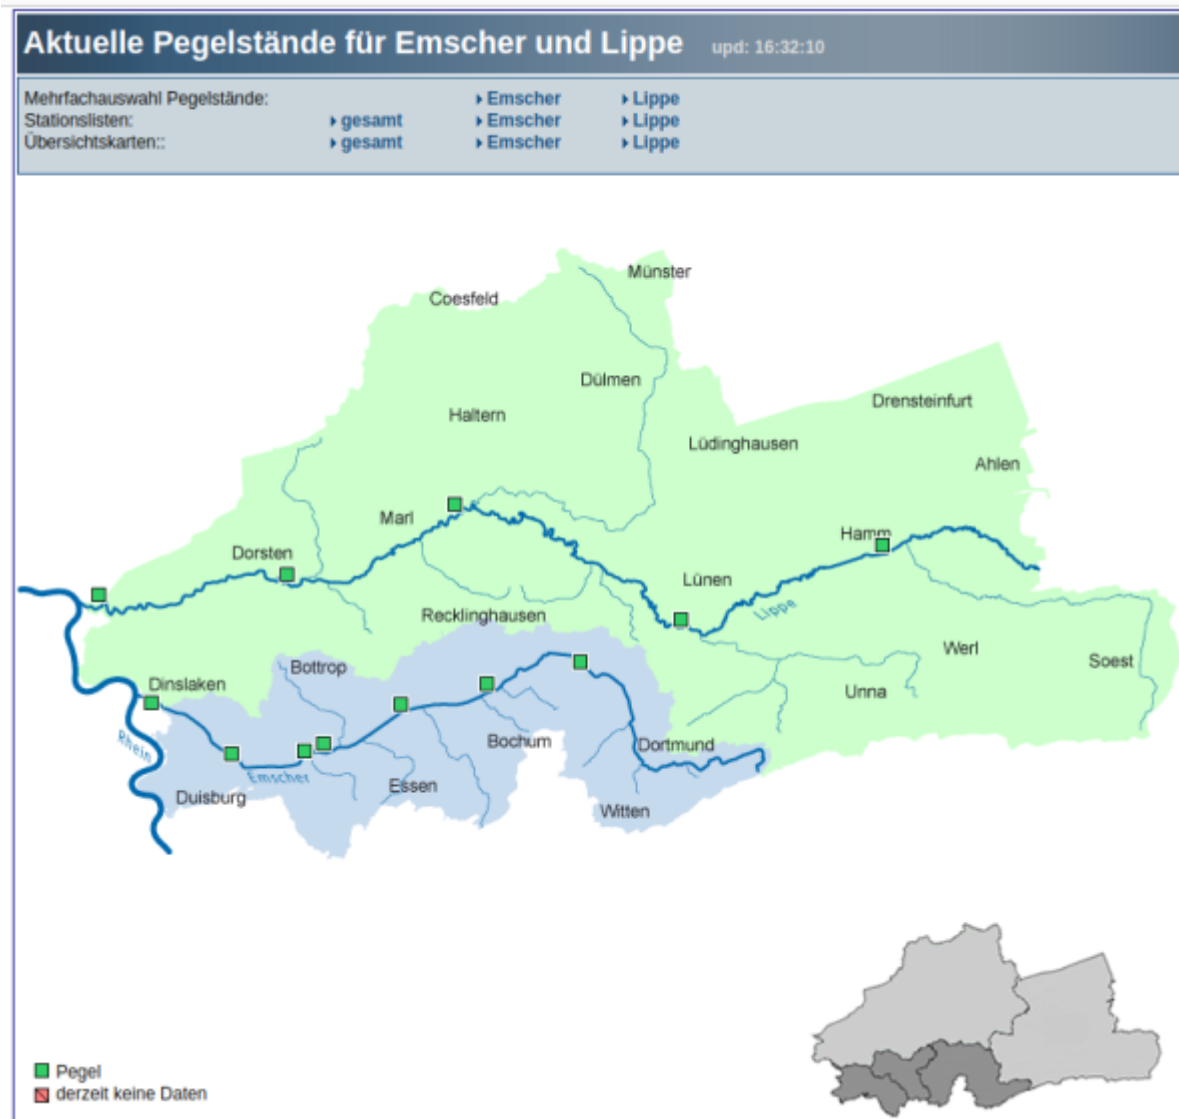 Aktuelle Pegelstände für Emscher und Lippe upd: 16:32:10
Mehrfachauswahl Pegelstände: Emscher Lippe
Stationslisten: gesamt Emscher Lippe
Übersichtskarten:: gesamt Emscher Lippe
Münster
Coesfeld
Dülmen
Drensteinfurt
Haltern
Lüdinghausen
Ahlen
Marl
Hamm
Dorsten
Lünen
Lippe
Recklinghausen
Werl
Soest
Bottrop
Dinslaken
Unna
Rhein
Bochum
Dortmund
Emscher
Essen
Duisburg
Witten
Pegel
derzeit keine Daten